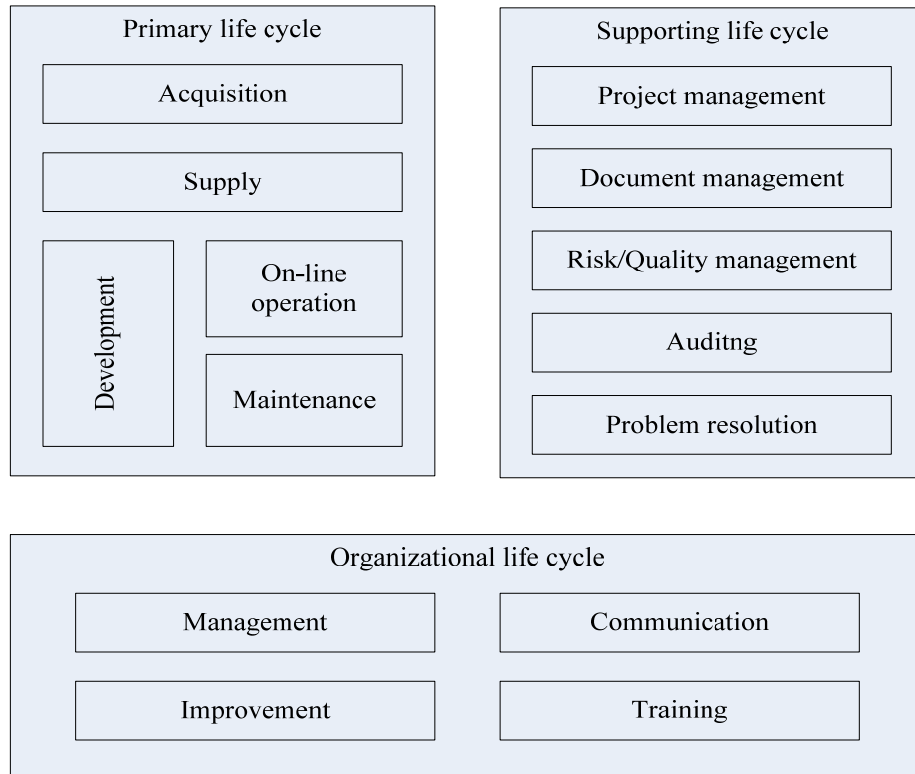 Primary life cycle
Acquisition
Supply
Development
On-line
operation
Maintenance
Supporting life cycle
Project management
Document management
Risk/Quality management
Auditng
Problem resolution
Organizational life cycle
Management
Communication
Improvement
Training